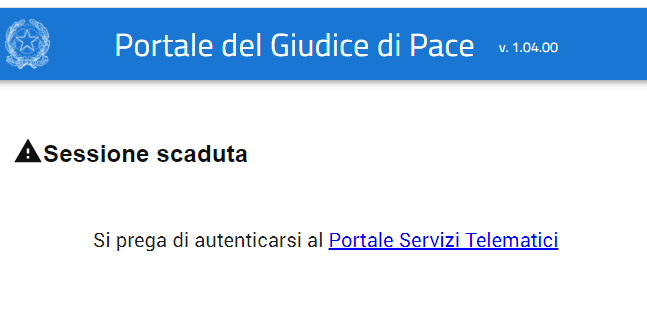 Portale del Giudice di Pace v. 1.04.00
Sessione scaduta
Si prega di autenticarsi al Portale Servizi Telematici